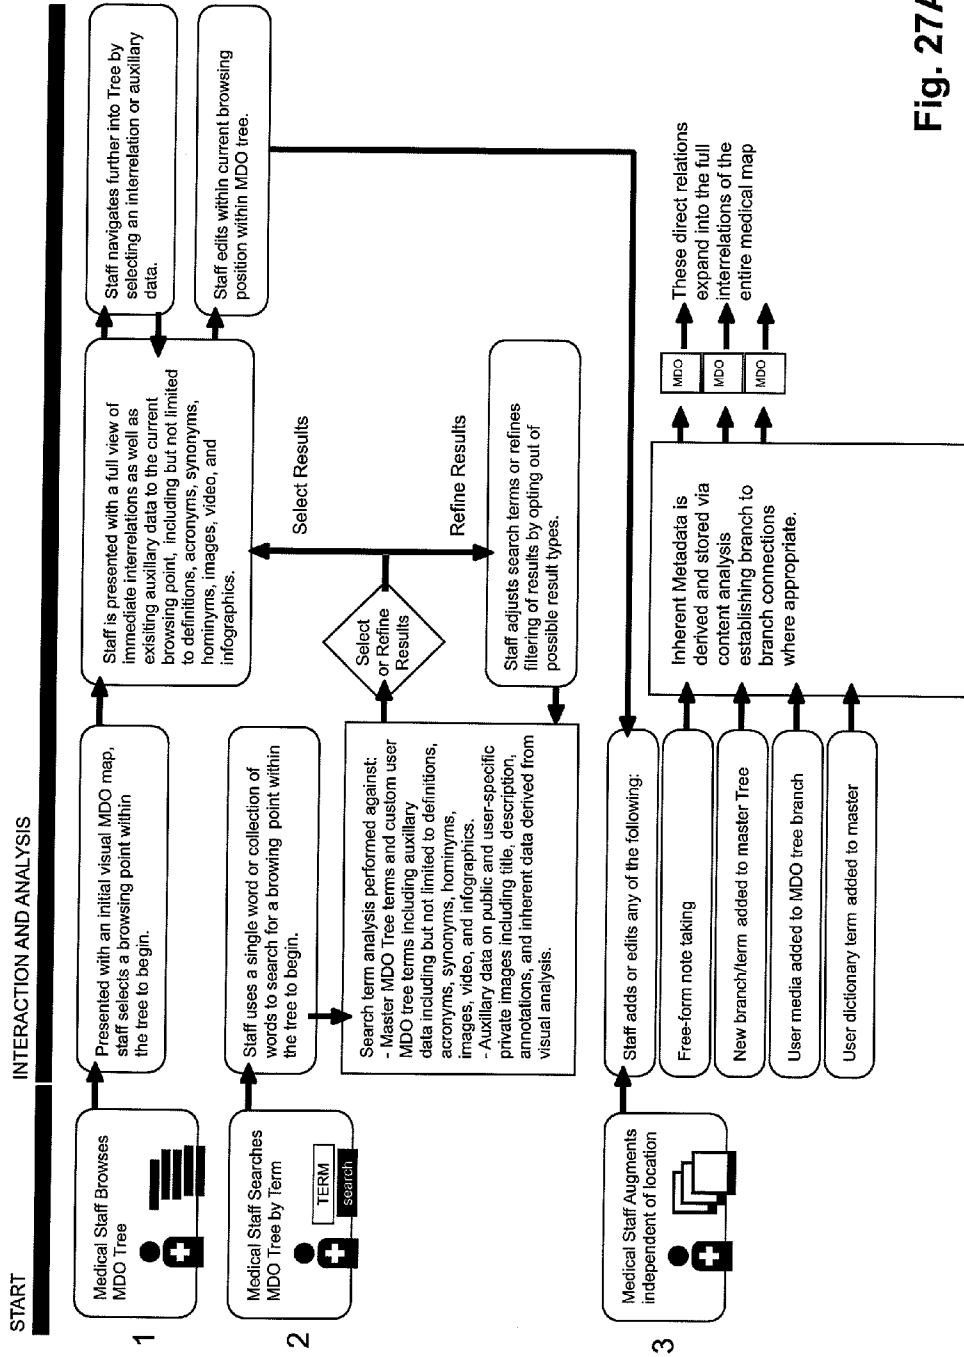 START
INTERACTION AND ANALYSIS
1
Medical Staff Browses
MDO Tree
Presented with an initial visual MDO map,
staff selects a browsing point within
the tree to begin.
Staff is presented with a full view of
immediate interrelations as well as
exisiting auxillary data to the current
browsing point, including but not limited
to definitions, acronyms, synonyms,
hominyms, images, video, and
infographics.
Staff navigates further into Tree by
selecting an interrelation or auxillary
data.
Staff edits within current browsing
position within MDO tree.
2
Medical Staff Searches
MDO Tree by Term
TERM
search
Staff uses a single word or collection of
words to search for a browing point within
the tree to begin.
Search term analysis performed against:
- Master MDO Tree terms and custom user
MDO tree terms including auxillary
data including but not limited to definitions,
acronyms, synonyms, hominyms,
images, video, and infographics.
- Auxillary data on public and user-specific
private images including title, description,
annotations, and inherent data derived from
visual analysis.
Select
or Refine
Results
Select Results
Refine Results
Staff adjusts search terms or refines
filtering of results by opting out of
possible result types.
3
Medical Staff Augments
independent of location
Staff adds or edits any of the following:
Free-form note taking
New branch/term added to master Tree
User media added to MDO tree branch
User dictionary term added to master
Inherent Metadata is
derived and stored via
content analysis
establishing branch to
branch connections
where appropriate.
MDO
MDO
MDO
These direct relations
expand into the full
interrelations of the
entire medical map
Fig. 27A